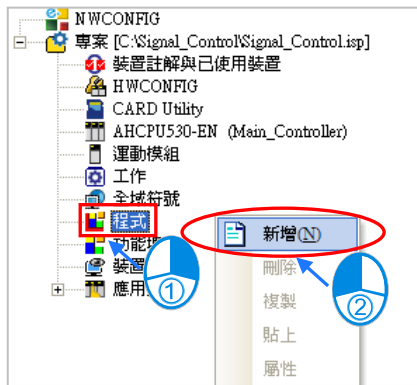 NWCONFIG
專案 [C:\Signal_Control\Signal_Control.isp]
裝置註解與已使用裝置
HWCONFIG
CARD Utility
AHCPU530-EN (Main_Controller)
運動模組
工作
全域符號
程式
新增(N)
功能
裝置
刪除
應用
①
②
複製
貼上
屬性